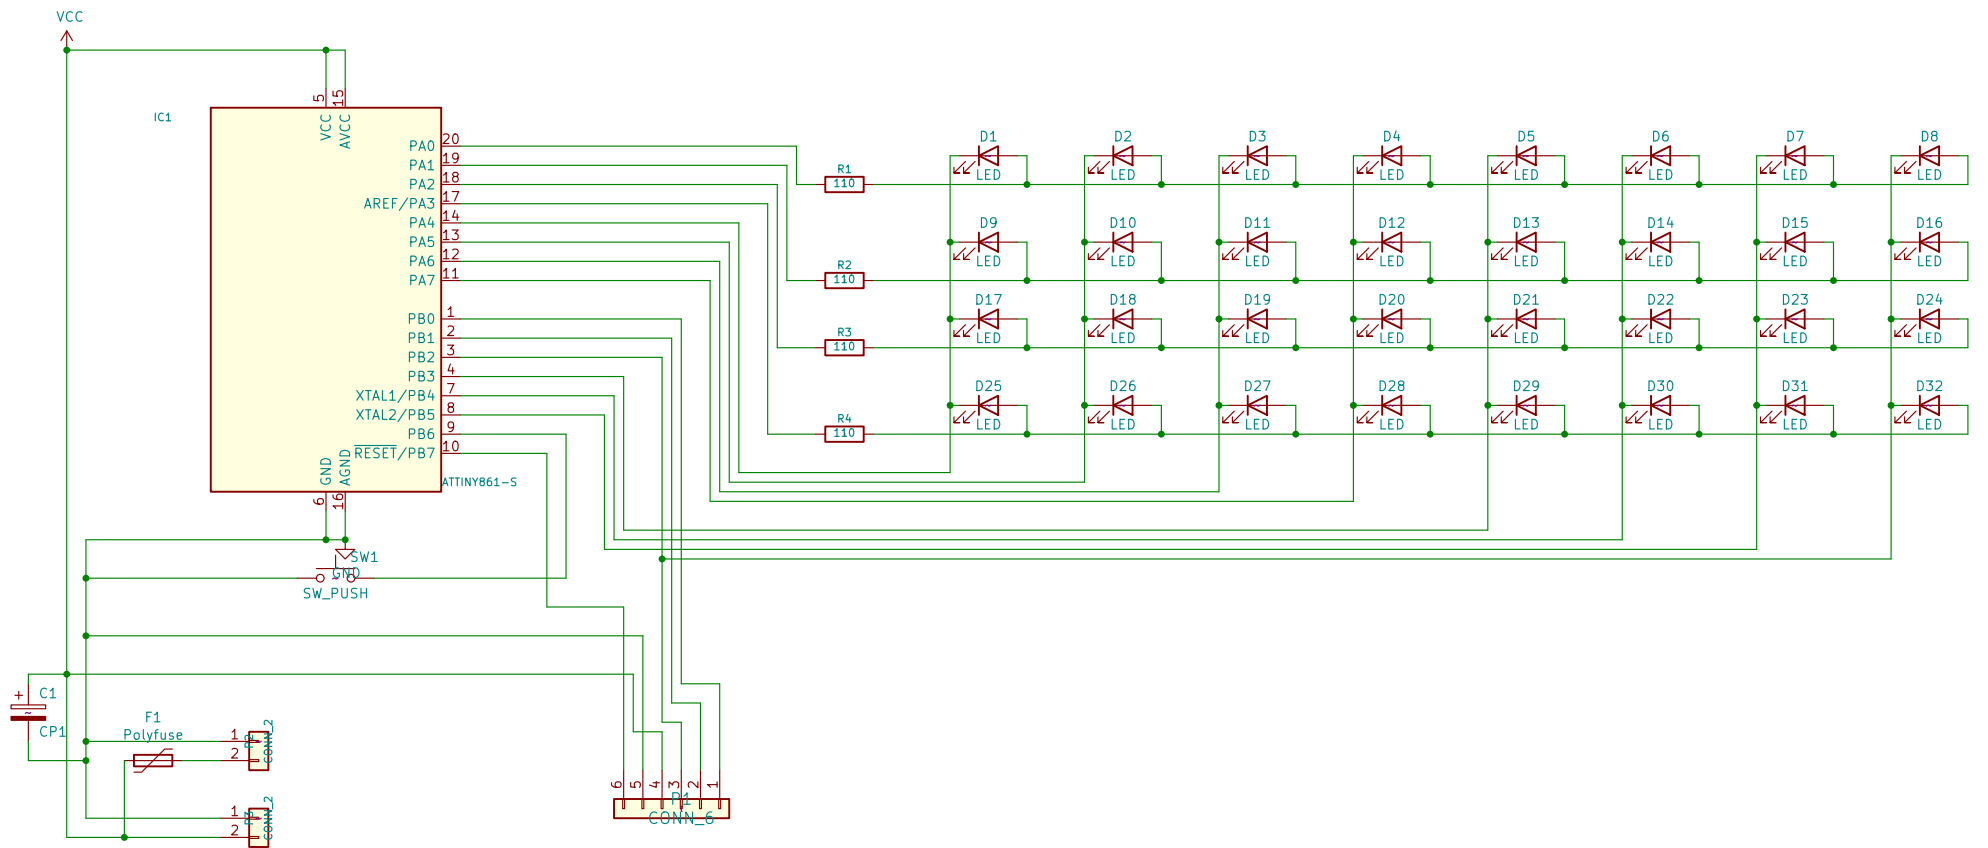 VCC
IC1
5
15
VCC
AVCC
PA0 20
PA1 19
PA2 18
AREF/PA3 17
PA4 14
PA5 13
PA6 12
PA7 11
PB0 1
PB1 2
PB2 3
PB3 4
XTAL1/PB4 7
XTAL2/PB5 8
PB6 9
RESET/PB7 10
GND
AGND
6
16
ATTINY861-S
R1
110
R2
110
R3
110
R4
110
D1 D2 D3 D4 D5 D6 D7 D8
LED LED LED LED LED LED LED LED
D9 D10 D11 D12 D13 D14 D15 D16
LED LED LED LED LED LED LED LED
D17 D18 D19 D20 D21 D22 D23 D24
LED LED LED LED LED LED LED LED
D25 D26 D27 D28 D29 D30 D31 D32
LED LED LED LED LED LED LED LED
SW1
GND
SW_PUSH
+ C1
CP1
F1
Polyfuse
1
2
P2
CONN_2
1
2
P3
CONN_2
6 5 4 3 2 1
P1
CONN_6